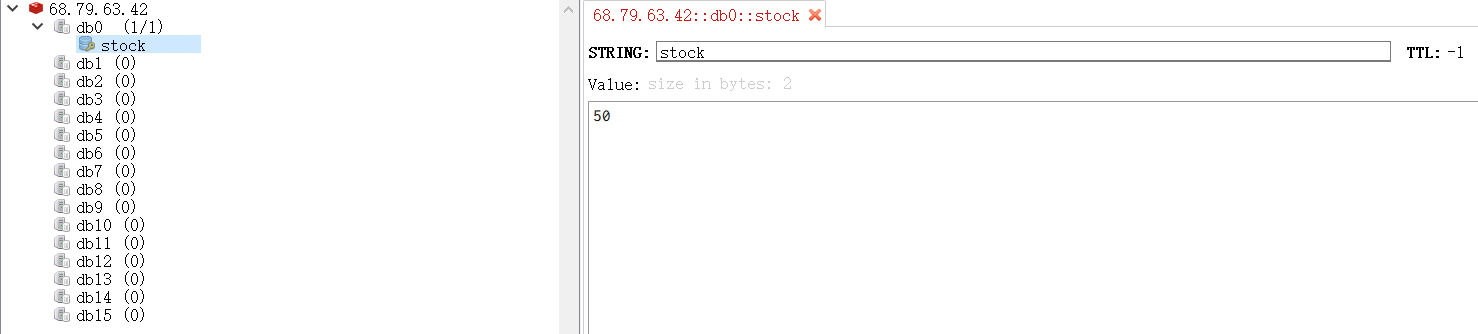 68.79.63.42
db0 (1/1)
stock
db1 (0)
db2 (0)
db3 (0)
db4 (0)
db5 (0)
db6 (0)
db7 (0)
db8 (0)
db9 (0)
db10 (0)
db11 (0)
db12 (0)
db13 (0)
db14 (0)
db15 (0)
68.79.63.42::db0::stock
STRING: stock TTL: -1
Value: size in bytes: 2
50